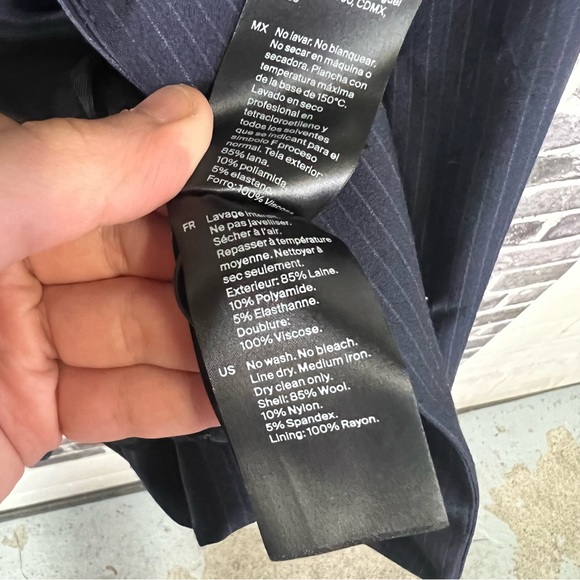 CDMX,
MX No lavar. No blanquear.
No secar en máquina o
secadora. Plancha con
temperatura máxima
de la base de 150°C.
Lavado en seco
profesional en
tetracloroetileno y
todos los solventes
que se indican para el
símbolo F proceso
normal. Tela exterior:
85% lana.
10% poliamida
5% elastano.
Forro: 100% Viscose
FR Lavage
Ne pas javelliser.
Sécher à l'air.
Repasser à température
moyenne. Nettoyer à
sec seulement.
Exterieur: 85% Laine.
10% Polyamide.
5% Elasthanne.
Doublure:
100% Viscose.
US No wash. No bleach.
Line dry. Medium iron.
Dry clean only.
Shell: 85% Wool.
10% Nylon.
5% Spandex.
Lining: 100% Rayon.